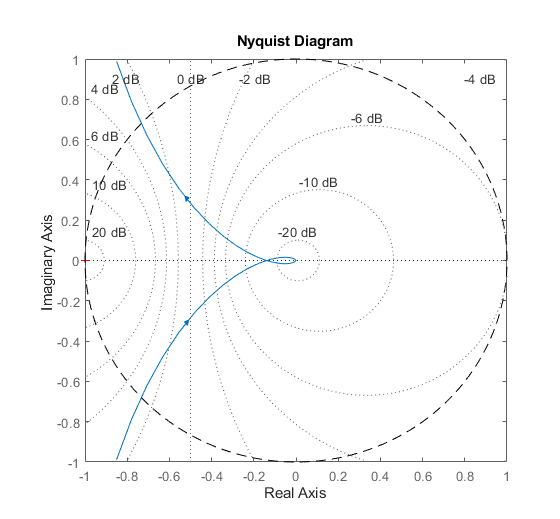 Nyquist Diagram
1
2 dB
0 dB
-2 dB
-4 dB
4 dB
0.8
-6 dB
0.6
6 dB
0.4
10 dB
-10 dB
0.2
20 dB
-20 dB
0
-0.2
-0.4
-0.6
-0.8
-1
Imaginary Axis
-1
-0.8
-0.6
-0.4
-0.2
0
0.2
0.4
0.6
0.8
1
Real Axis